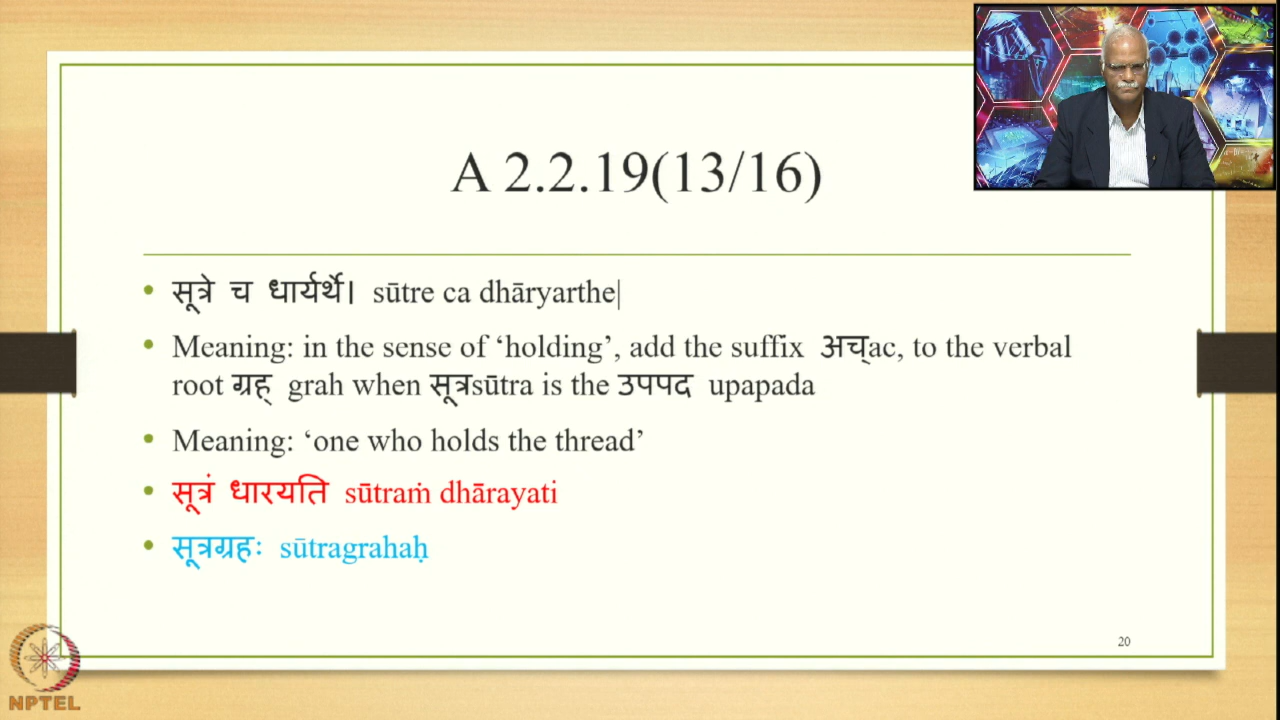 A 2.2.19(13/16)
सूत्रे च धार्यर्थे। sūtre ca dhāryarthe|
Meaning: in the sense of ‘holding’, add the suffix अच्ac, to the verbal
root ग्रह् grah when सूत्रsūtra is the उपपद upapada
Meaning: ‘one who holds the thread’
सूत्रं धारयति sūtraṁ dhārayati
सूत्रग्रहः sūtragrahaḥ
20
NPTEL